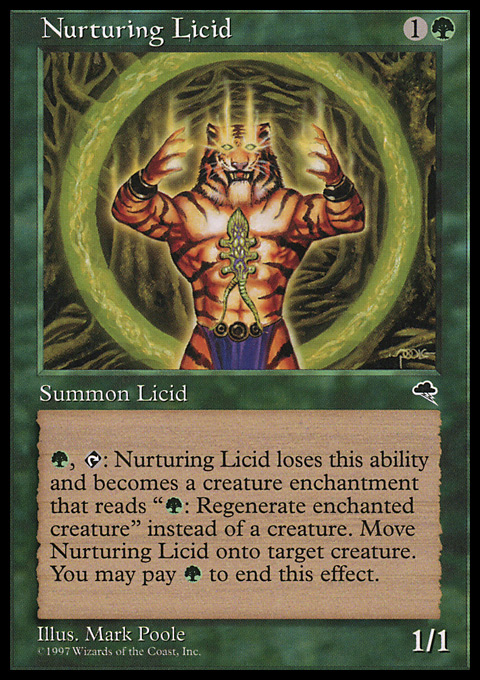 Nurturing Licid 1
Summon Licid
, : Nurturing Licid loses this ability
and becomes a creature enchantment
that reads “: Regenerate enchanted
creature” instead of a creature. Move
Nurturing Licid onto target creature.
You may pay to end this effect.
Illus. Mark Poole
©1997 Wizards of the Coast, Inc.
1/1